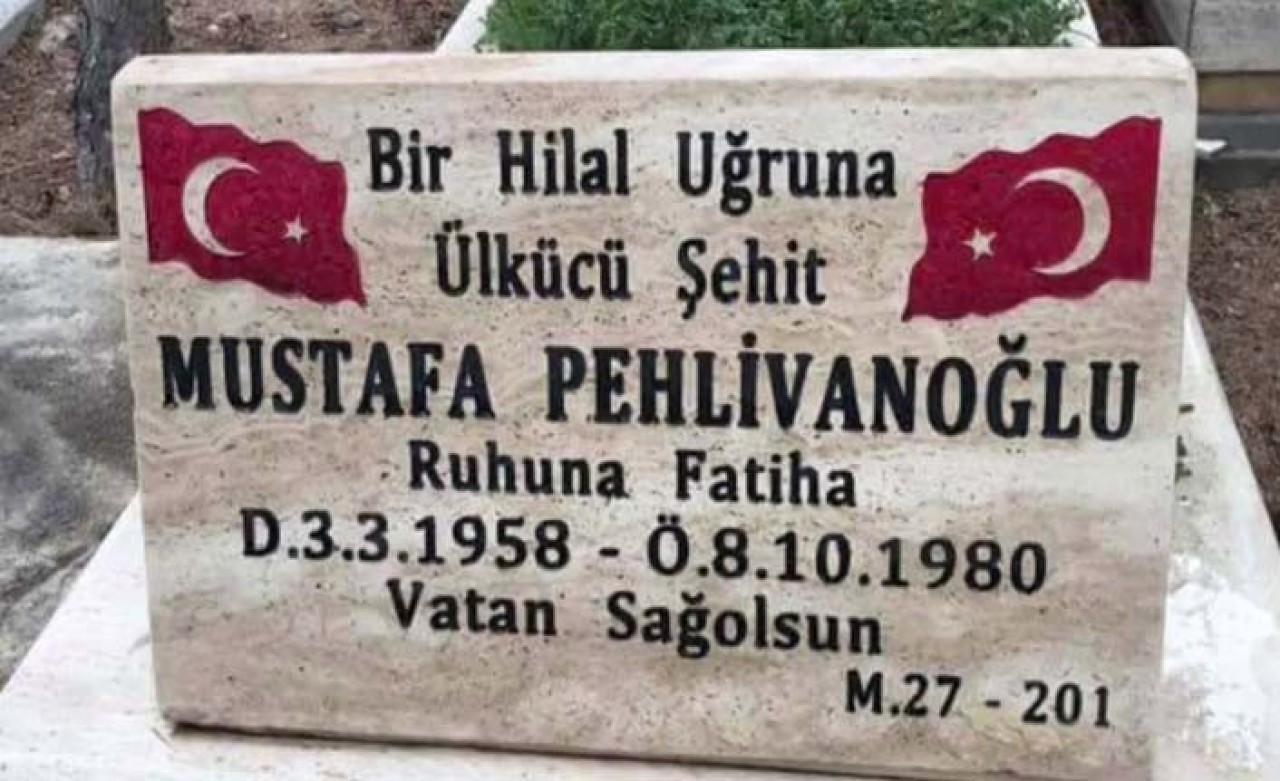 Bir Hilal Uğruna
Ülkücü Şehit
MUSTAFA PEHLİVANOĞLU
Ruhuna Fatiha
D.3.3.1958 - Ö.8.10.1980
Vatan Sağolsun
M.27 - 201